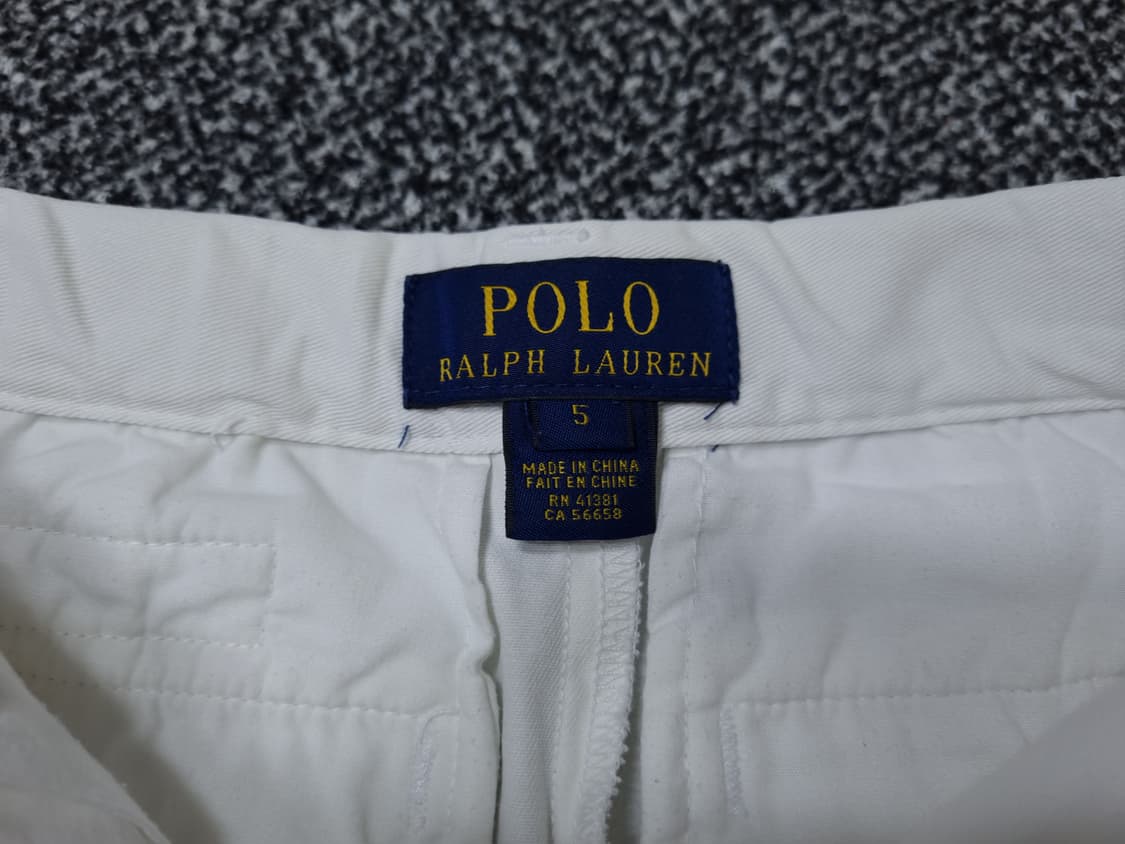 POLO
RALPH LAUREN
5
MADE IN CHINA
FAIT EN CHINE
RN 41381
CA 56658